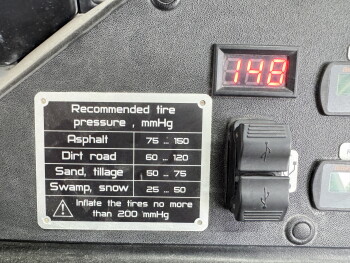 148
Recommended tire
pressure , mmHg
Asphalt 75 ... 150
Dirt road 60 ... 120
Sand, tillage 50 ... 75
Swamp, snow 25 ... 50
Inflate the tires no more
than 200 mmHg